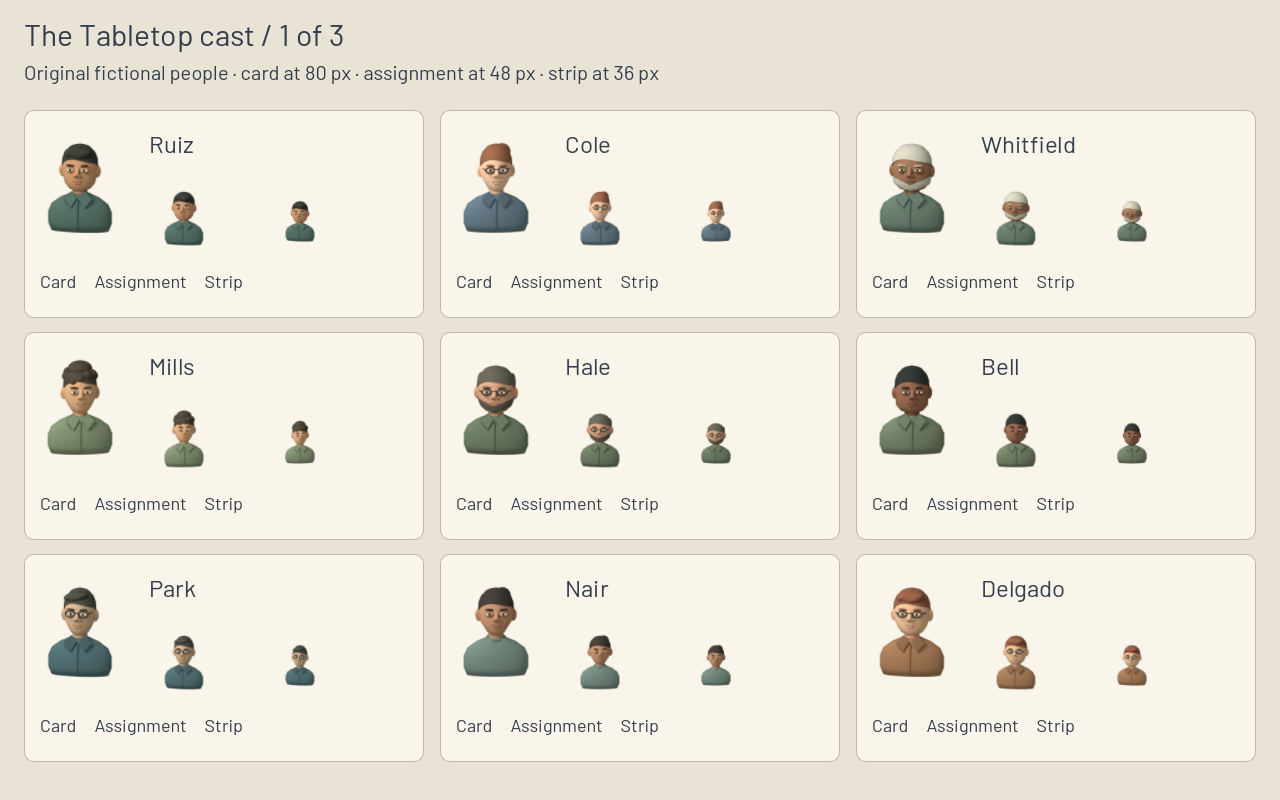 The Tabletop cast / 1 of 3
Original fictional people · card at 80 px · assignment at 48 px · strip at 36 px
Ruiz
Card Assignment Strip
Cole
Card Assignment Strip
Whitfield
Card Assignment Strip
Mills
Card Assignment Strip
Hale
Card Assignment Strip
Bell
Card Assignment Strip
Park
Card Assignment Strip
Nair
Card Assignment Strip
Delgado
Card Assignment Strip